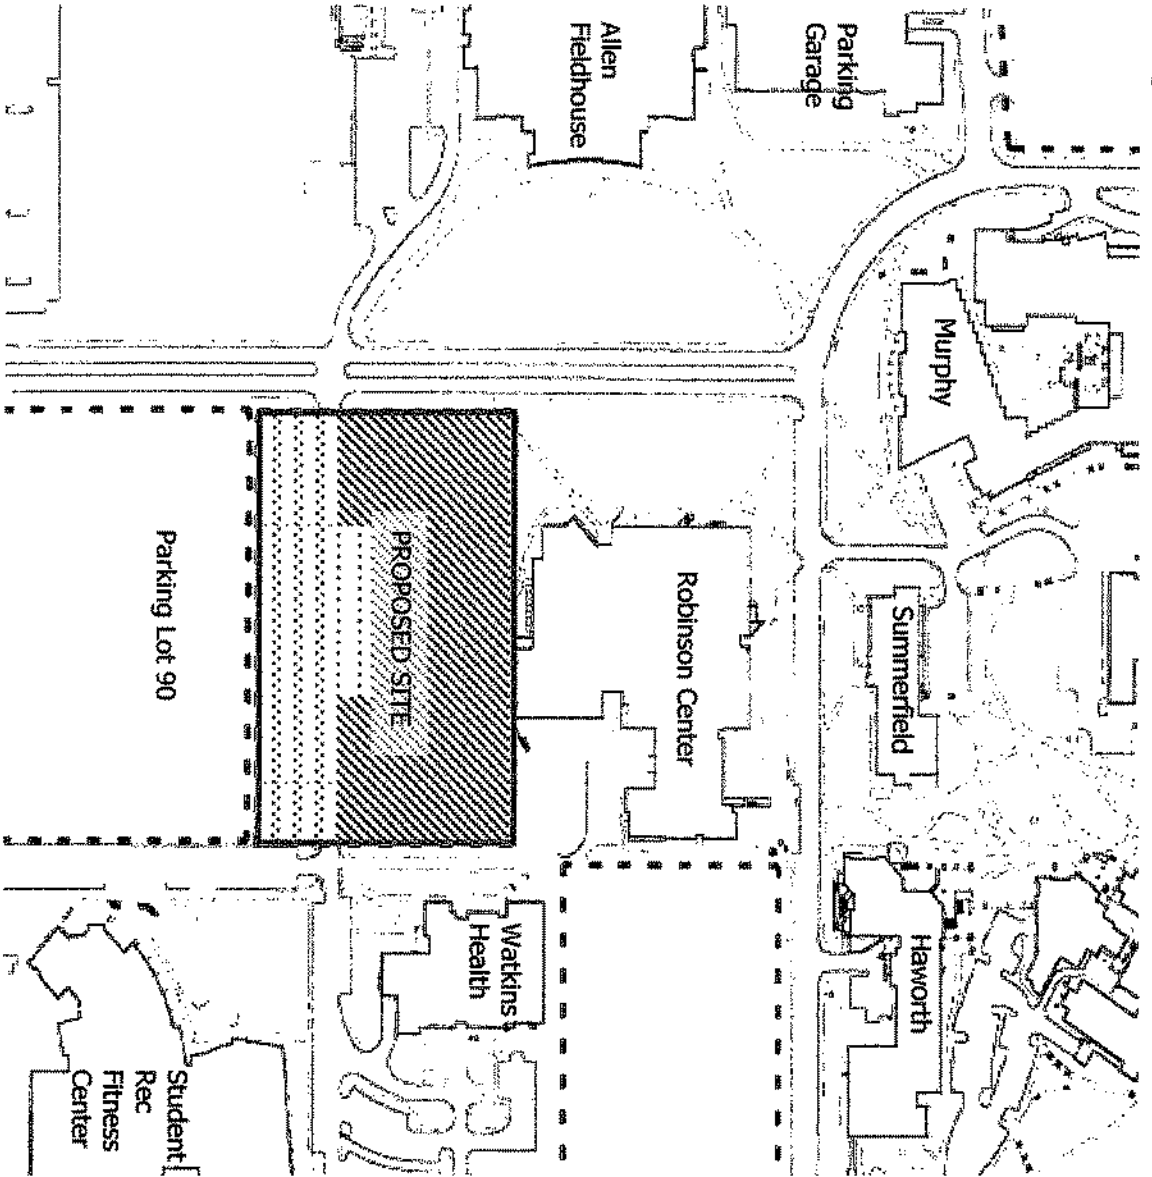 Allen
Fieldhouse
Parking
Garage
Murphy
Parking Lot 90
PROPOSED SITE
Robinson Center
Summerfield
Watkins
Health
Haworth
Student
Rec
Fitness
Center